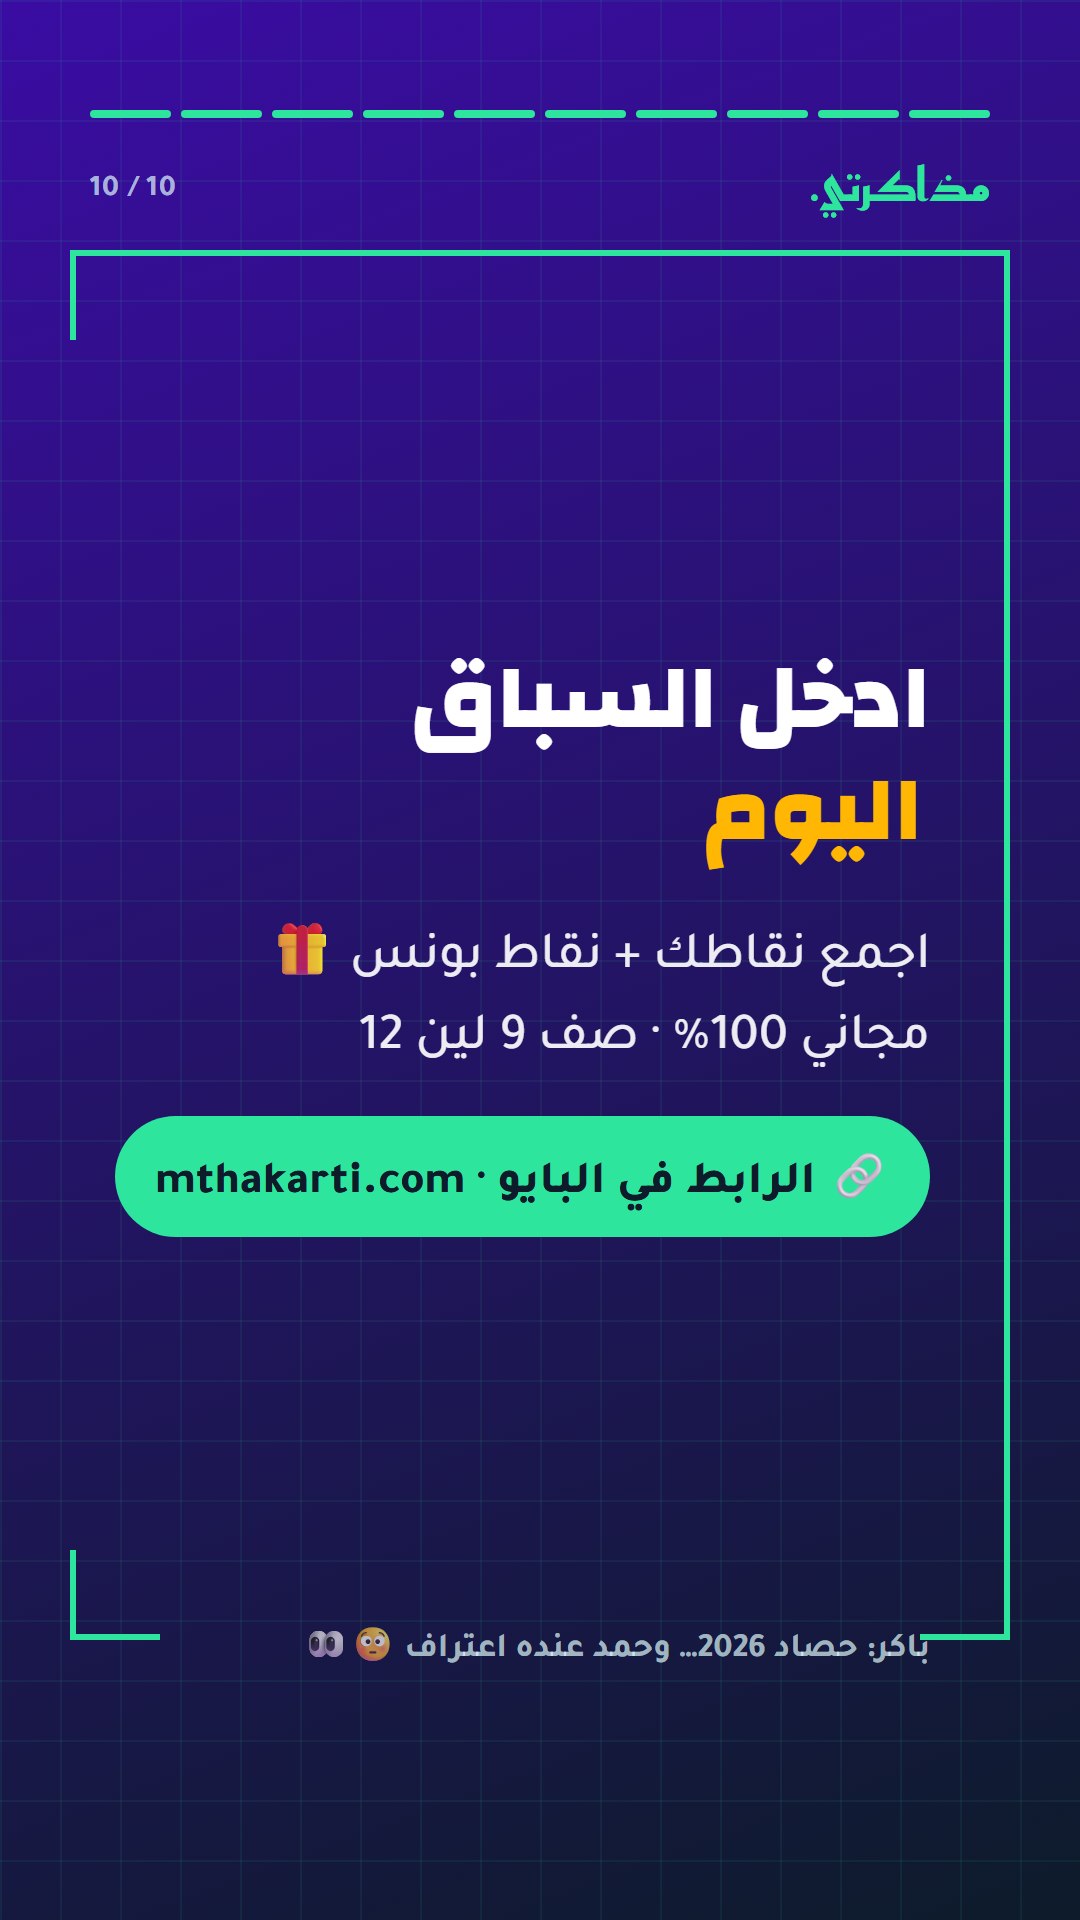 مذاكرتي.
10 / 10
ادخل السباق
اليوم
اجمع نقاطك + نقاط بونس 🎁
مجاني 100% · صف 9 لين 12
🔗 الرابط في البايو · mthakarti.com
باكر: حصاد 2026... وحمد عنده اعتراف 😳 👀